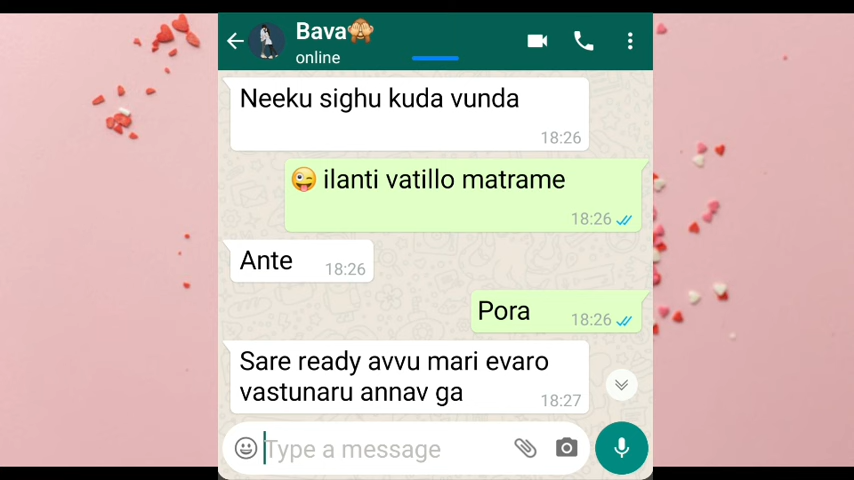 Bava🙈
online
Neeku sighu kuda vunda
18:26
😜 ilanti vatillo matrame
18:26
Ante
18:26
Pora
18:26
Sare ready avvu mari evaro
vastunaru annav ga
18:27
Type a message